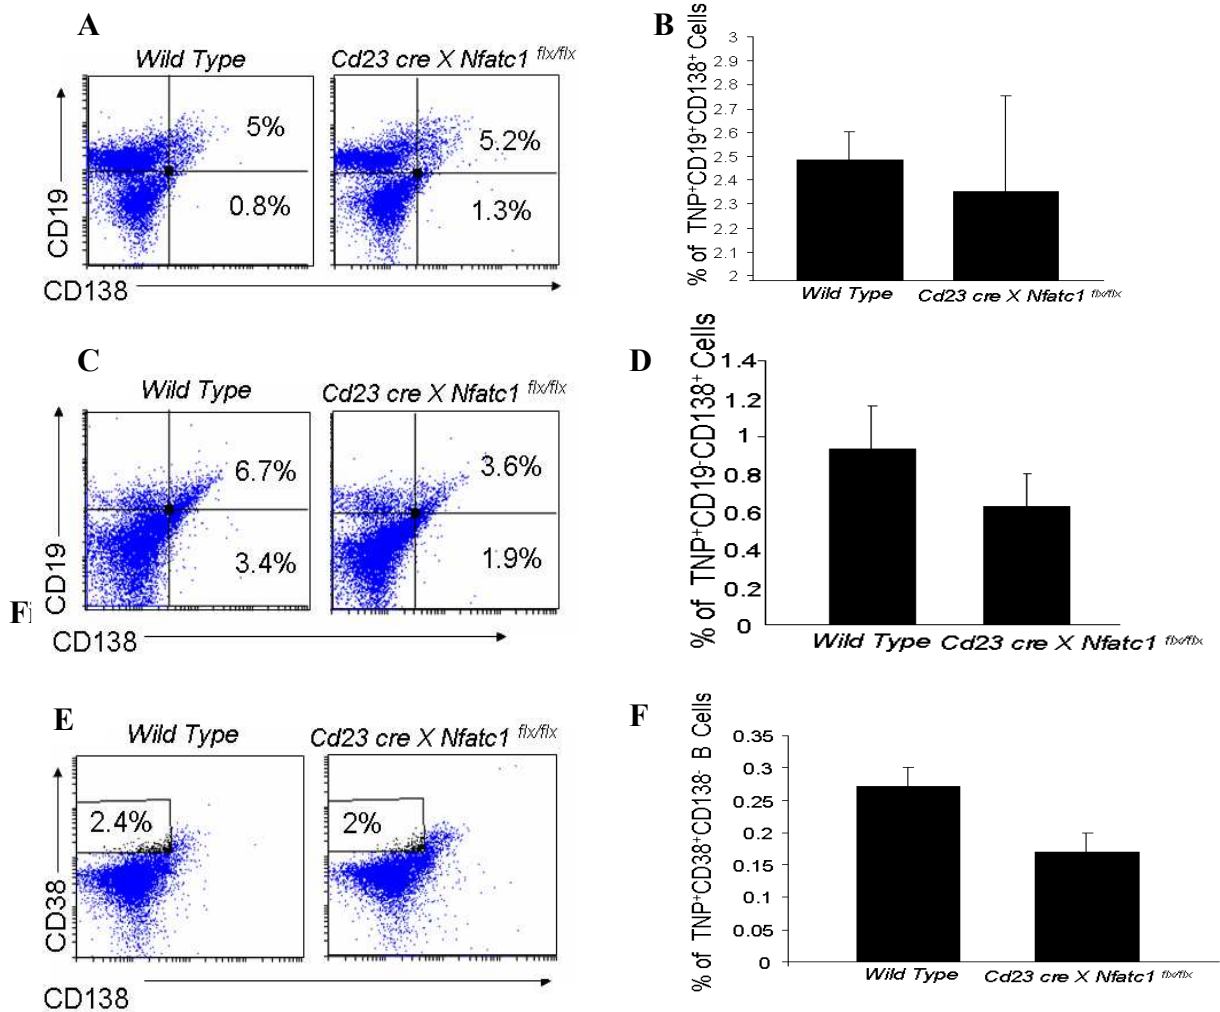 A
Wild Type
Cd23 cre X Nfatc1 flx/flx
5%
0.8%
5.2%
1.3%
CD19
CD138
B
% of TNP+CD19+CD138+ Cells
3
2.9
2.8
2.7
2.6
2.5
2.4
2.3
2.2
2.1
2
Wild Type
Cd23 cre X Nfatc1 flx/flx
C
Wild Type
Cd23 cre X Nfatc1 flx/flx
6.7%
3.4%
3.6%
1.9%
CD19
Fi
CD138
D
% of TNP+CD19-CD138+ Cells
1.4
1.2
1
0.8
0.6
0.4
0.2
0
Wild Type
Cd23 cre X Nfatc1 flx/flx
E
Wild Type
Cd23 cre X Nfatc1 flx/flx
2.4%
2%
CD38
CD138
F
% of TNP+CD38+CD138- B Cells
0.35
0.3
0.25
0.2
0.15
0.1
0.05
0
Wild Type
Cd23 cre X Nfatc1 flx/flx